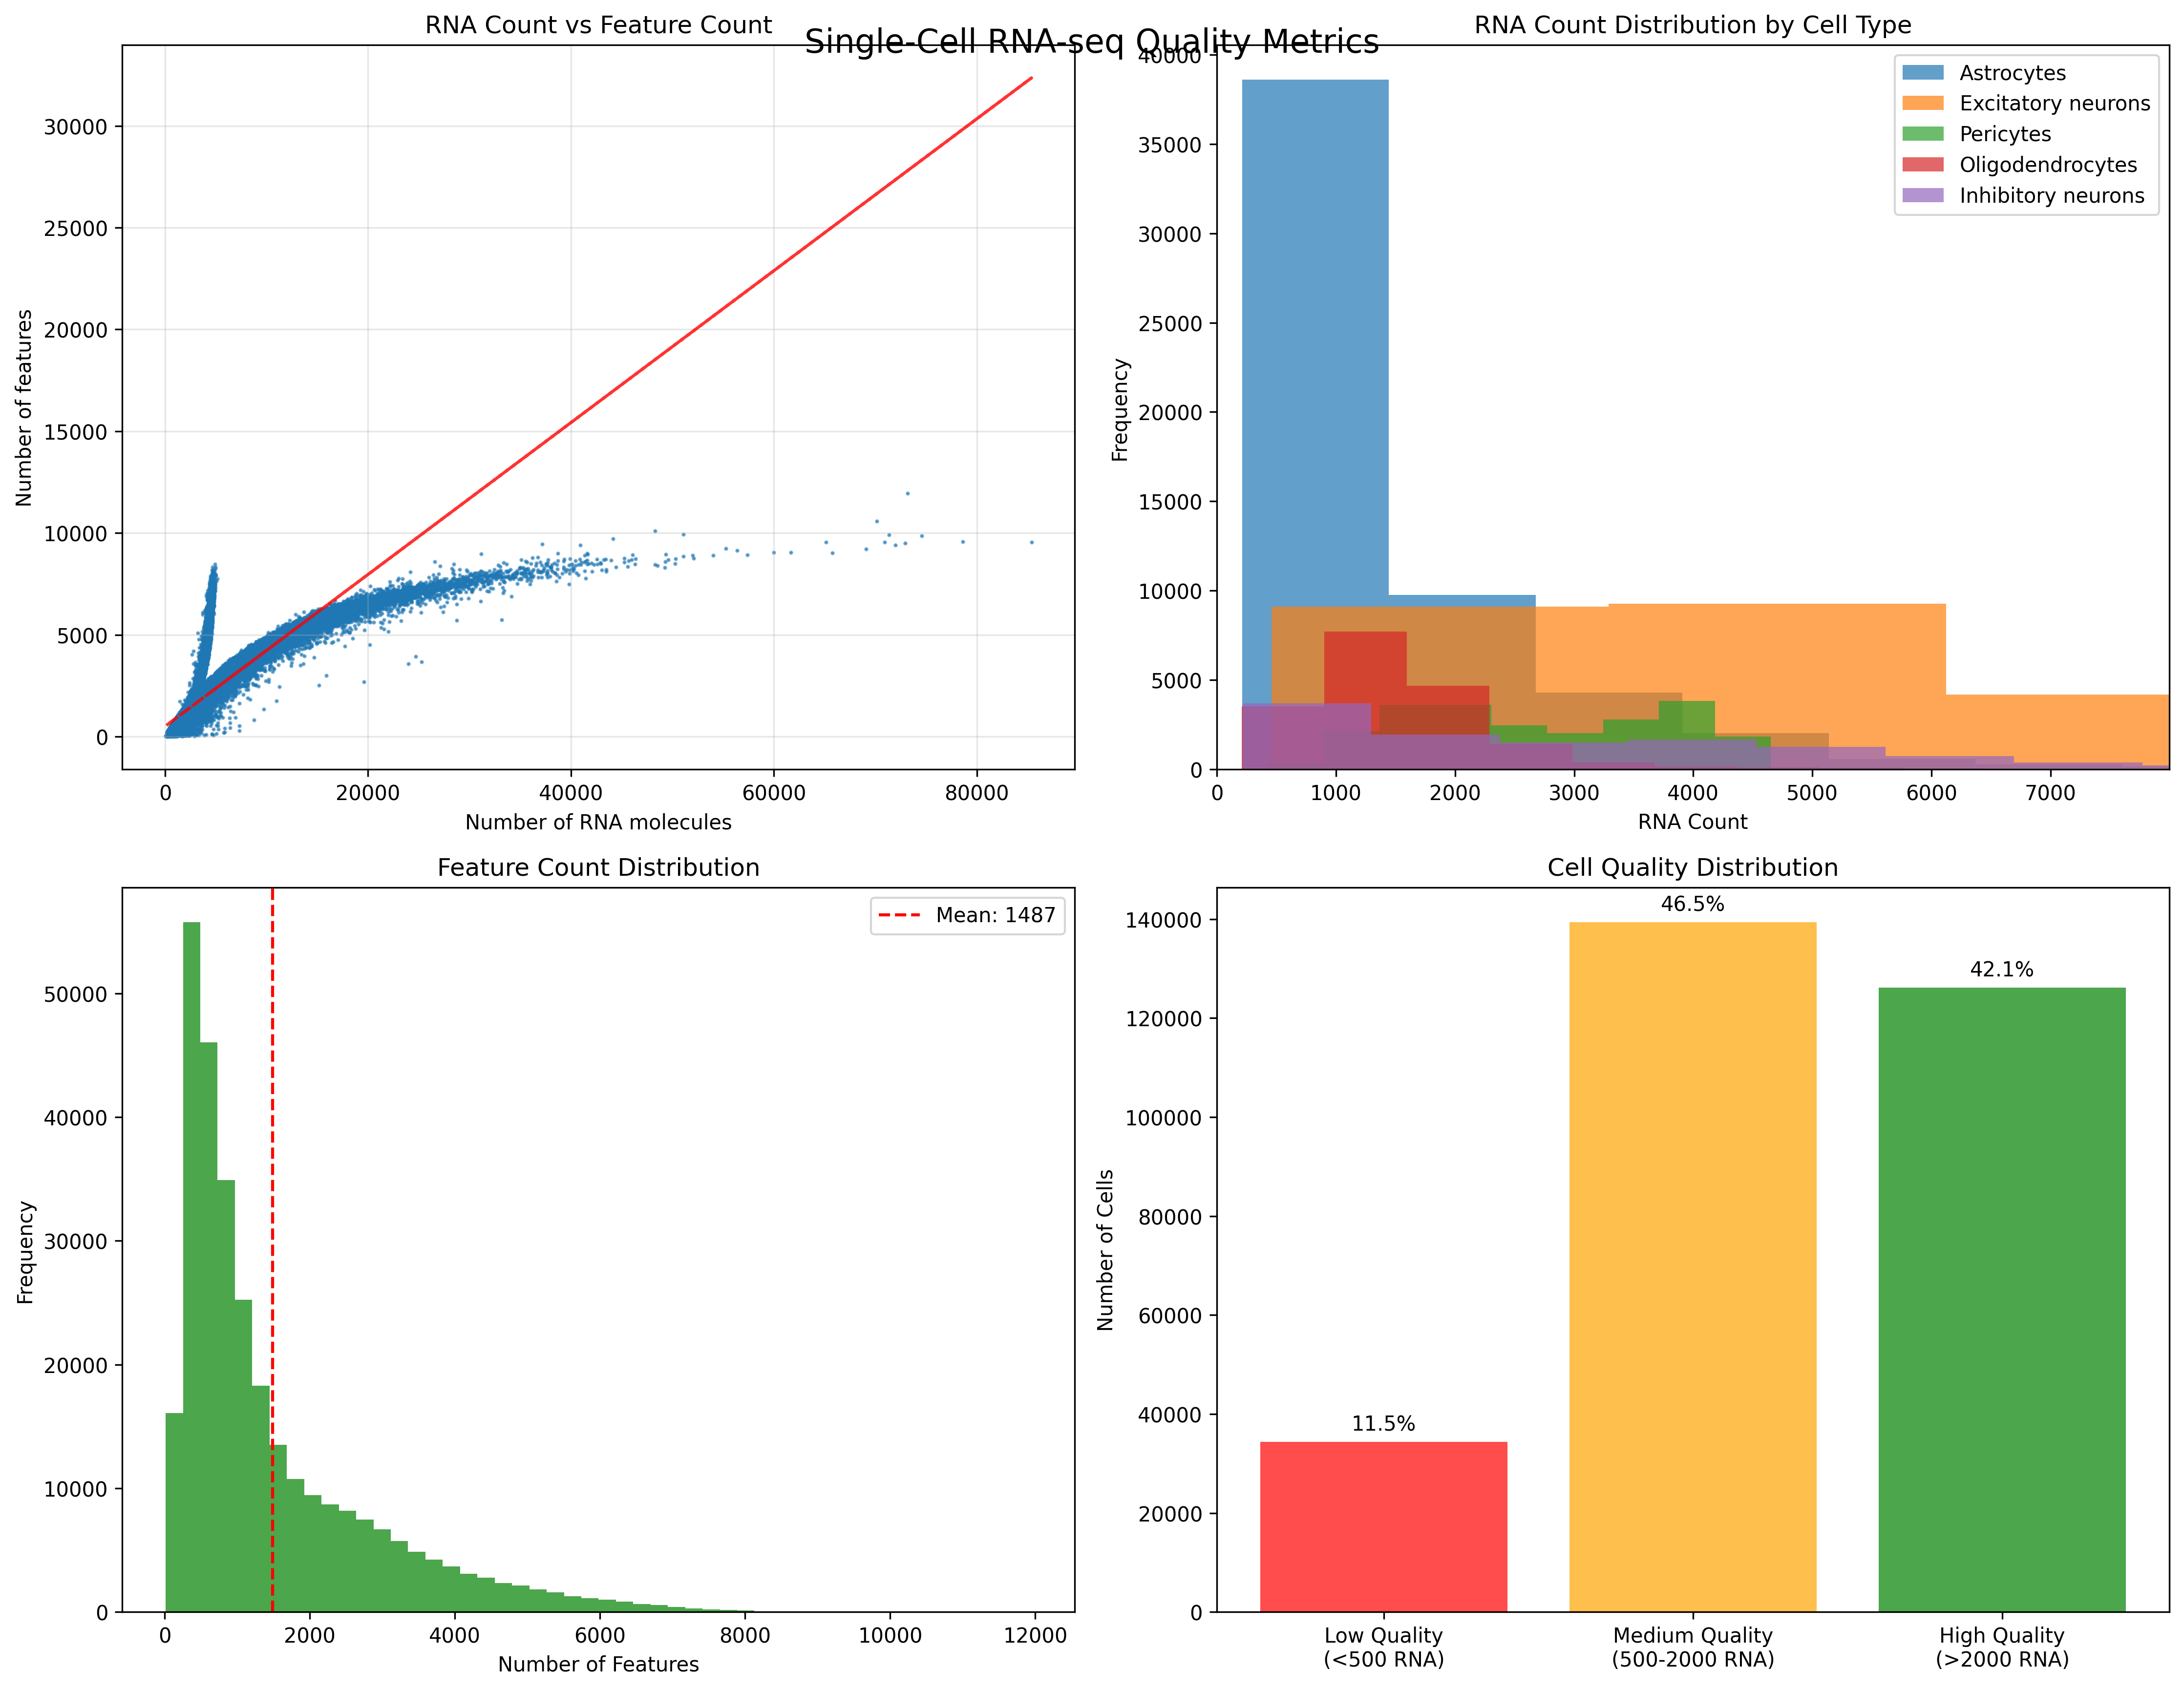 Single-Cell RNA-seq Quality Metrics
RNA Count vs Feature Count
30000
25000
20000
15000
10000
5000
0
Number of features
0 20000 40000 60000 80000
Number of RNA molecules
RNA Count Distribution by Cell Type
Astrocytes
Excitatory neurons
Pericytes
Oligodendrocytes
Inhibitory neurons
40000
35000
30000
25000
20000
15000
10000
5000
0
Frequency
0 1000 2000 3000 4000 5000 6000 7000
RNA Count
Feature Count Distribution
Mean: 1487
50000
40000
30000
20000
10000
0
Frequency
0 2000 4000 6000 8000 10000 12000
Number of Features
Cell Quality Distribution
140000
120000
100000
80000
60000
40000
20000
0
Number of Cells
11.5%
46.5%
42.1%
Low Quality Medium Quality High Quality
(<500 RNA) (500-2000 RNA) (>2000 RNA)